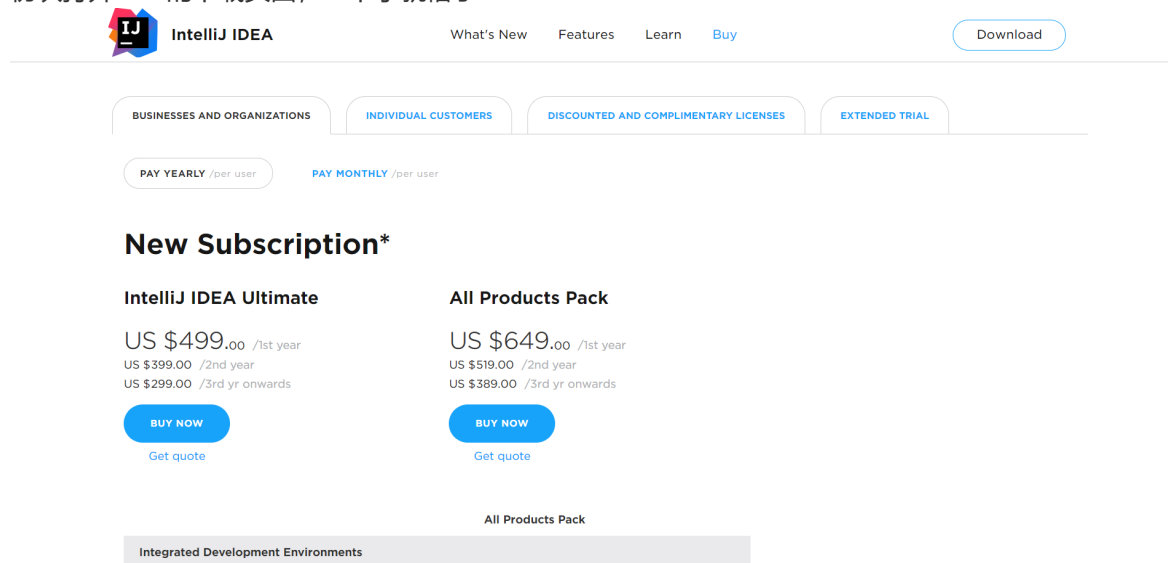 IJ
IntelliJ IDEA
What's New Features Learn Buy
Download
BUSINESSES AND ORGANIZATIONS INDIVIDUAL CUSTOMERS DISCOUNTED AND COMPLIMENTARY LICENSES EXTENDED TRIAL
PAY YEARLY /per user PAY MONTHLY /per user
New Subscription*
IntelliJ IDEA Ultimate
US $499.00 /1st year
US $399.00 /2nd year
US $299.00 /3rd yr onwards
BUY NOW
Get quote
All Products Pack
US $649.00 /1st year
US $519.00 /2nd year
US $389.00 /3rd yr onwards
BUY NOW
Get quote
All Products Pack
Integrated Development Environments